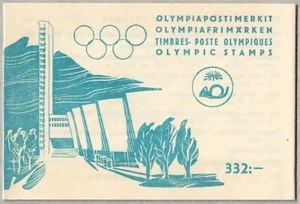 OLYMPIAPOSTIMERKIT
OLYMPIAFRIMÄRKEN
TIMBRES-POSTE OLYMPIQUES
OLYMPIC STAMPS
332:—